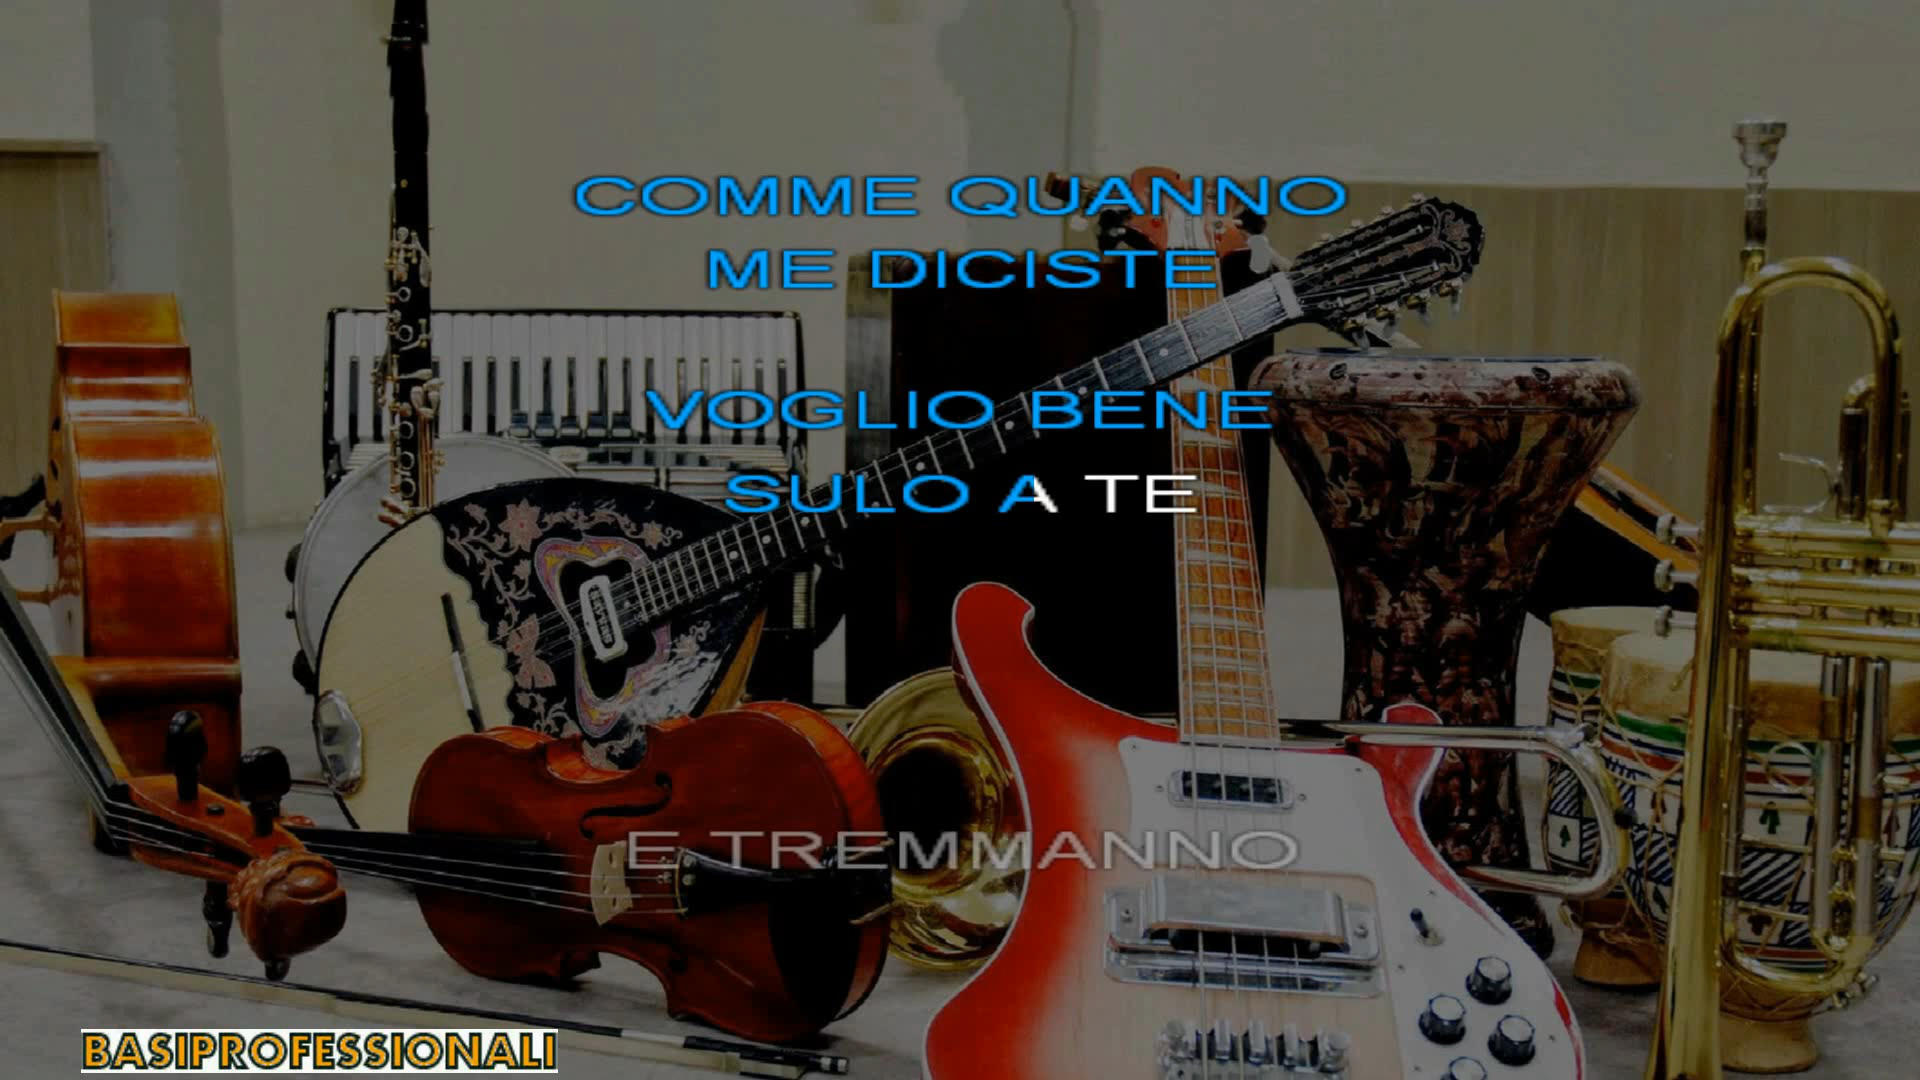 COMME QUANNO
ME DICISTE
VOGLIO BENE
SULO A TE
E TREMMANNO
BASIPROFESSIONALI